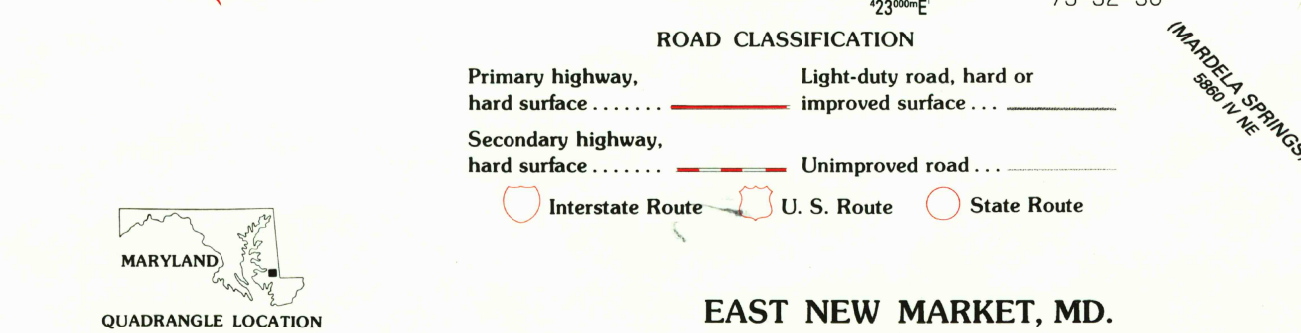 ⁴23⁰⁰⁰ᵐE
ROAD CLASSIFICATION
Primary highway,
hard surface .......
Light-duty road, hard or
improved surface ...
Secondary highway,
hard surface .......
Unimproved road ...
Interstate Route
U. S. Route
State Route
(MARDELA SPRINGS)
5860 IV NE
MARYLAND
QUADRANGLE LOCATION
EAST NEW MARKET, MD.